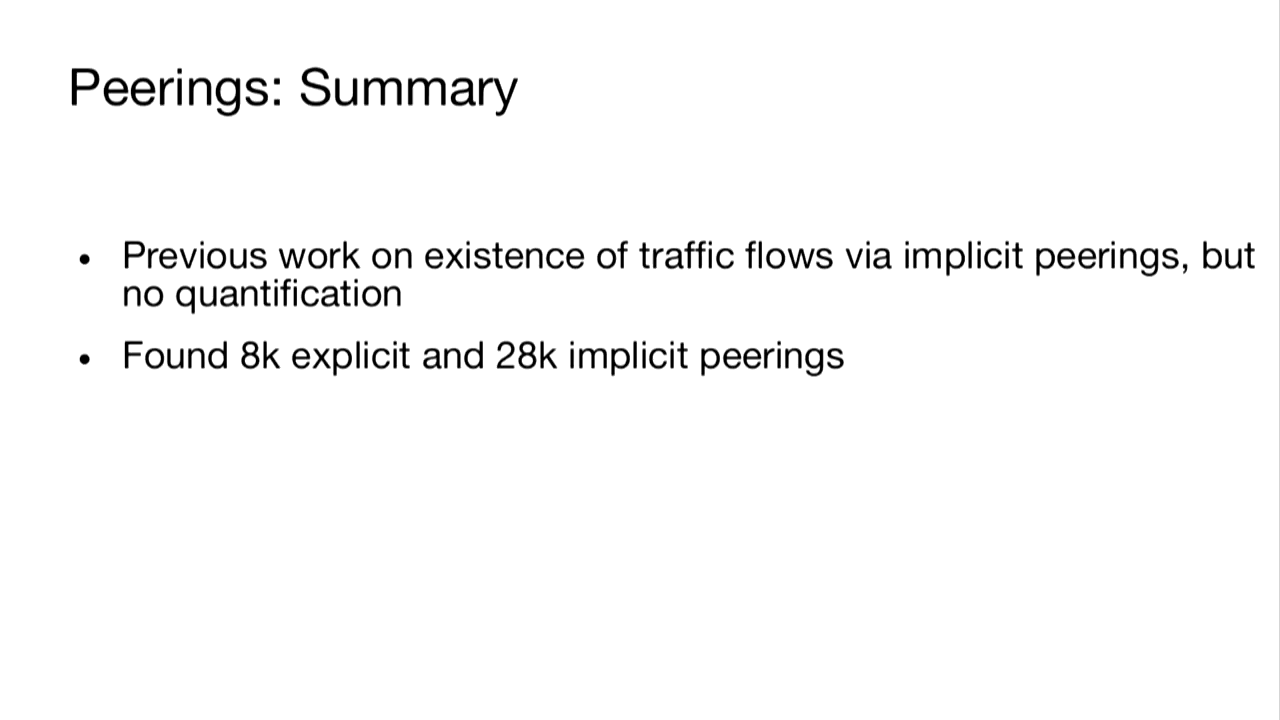 Peerings: Summary
• Previous work on existence of traffic flows via implicit peerings, but
no quantification
• Found 8k explicit and 28k implicit peerings